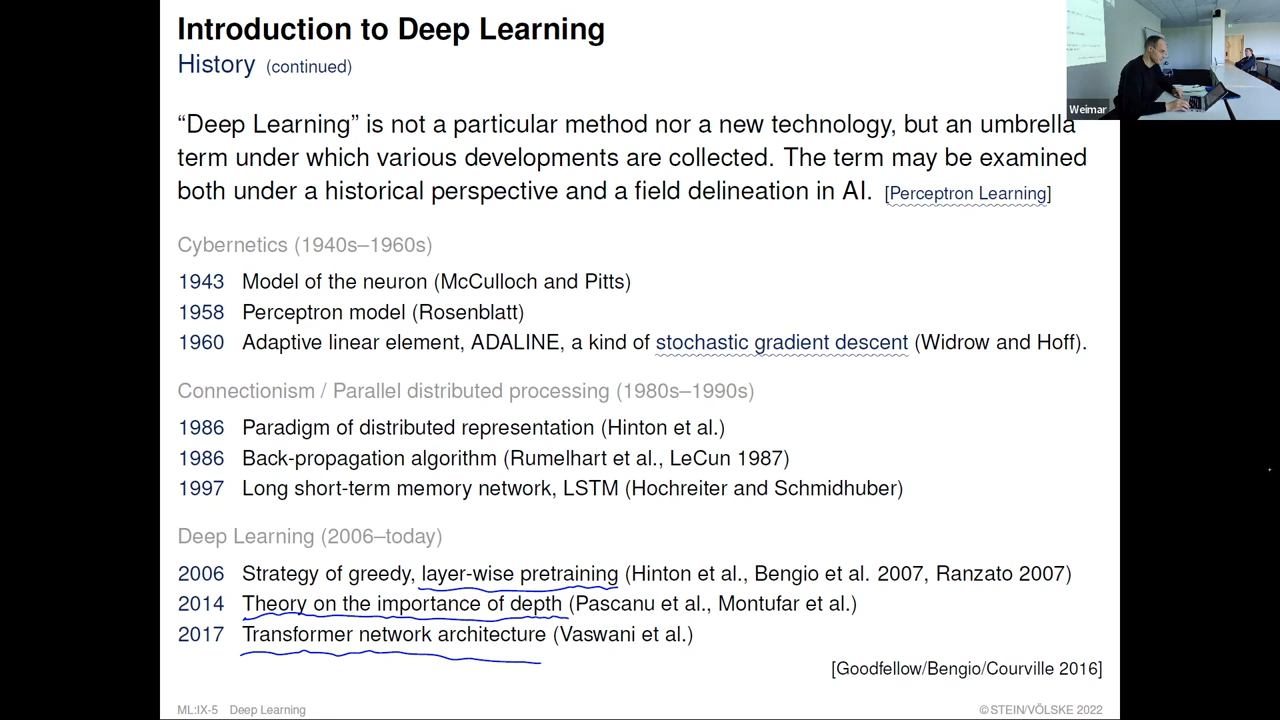 Introduction to Deep Learning
History (continued)
Weimar
“Deep Learning” is not a particular method nor a new technology, but an umbrella
term under which various developments are collected. The term may be examined
both under a historical perspective and a field delineation in AI. [Perceptron Learning]
Cybernetics (1940s–1960s)
1943 Model of the neuron (McCulloch and Pitts)
1958 Perceptron model (Rosenblatt)
1960 Adaptive linear element, ADALINE, a kind of stochastic gradient descent (Widrow and Hoff).
Connectionism / Parallel distributed processing (1980s–1990s)
1986 Paradigm of distributed representation (Hinton et al.)
1986 Back-propagation algorithm (Rumelhart et al., LeCun 1987)
1997 Long short-term memory network, LSTM (Hochreiter and Schmidhuber)
Deep Learning (2006–today)
2006 Strategy of greedy, layer-wise pretraining (Hinton et al., Bengio et al. 2007, Ranzato 2007)
2014 Theory on the importance of depth (Pascanu et al., Montufar et al.)
2017 Transformer network architecture (Vaswani et al.)
[Goodfellow/Bengio/Courville 2016]
ML:IX-5 Deep Learning
© STEIN/VÖLSKE 2022